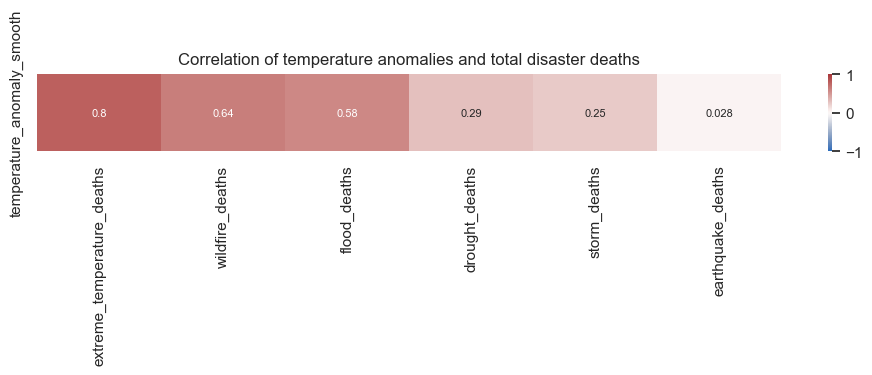 Correlation of temperature anomalies and total disaster deaths
temperature_anomaly_smooth
0.8
0.64
0.58
0.29
0.25
0.028
extreme_temperature_deaths
wildfire_deaths
flood_deaths
drought_deaths
storm_deaths
earthquake_deaths
1
0
−1